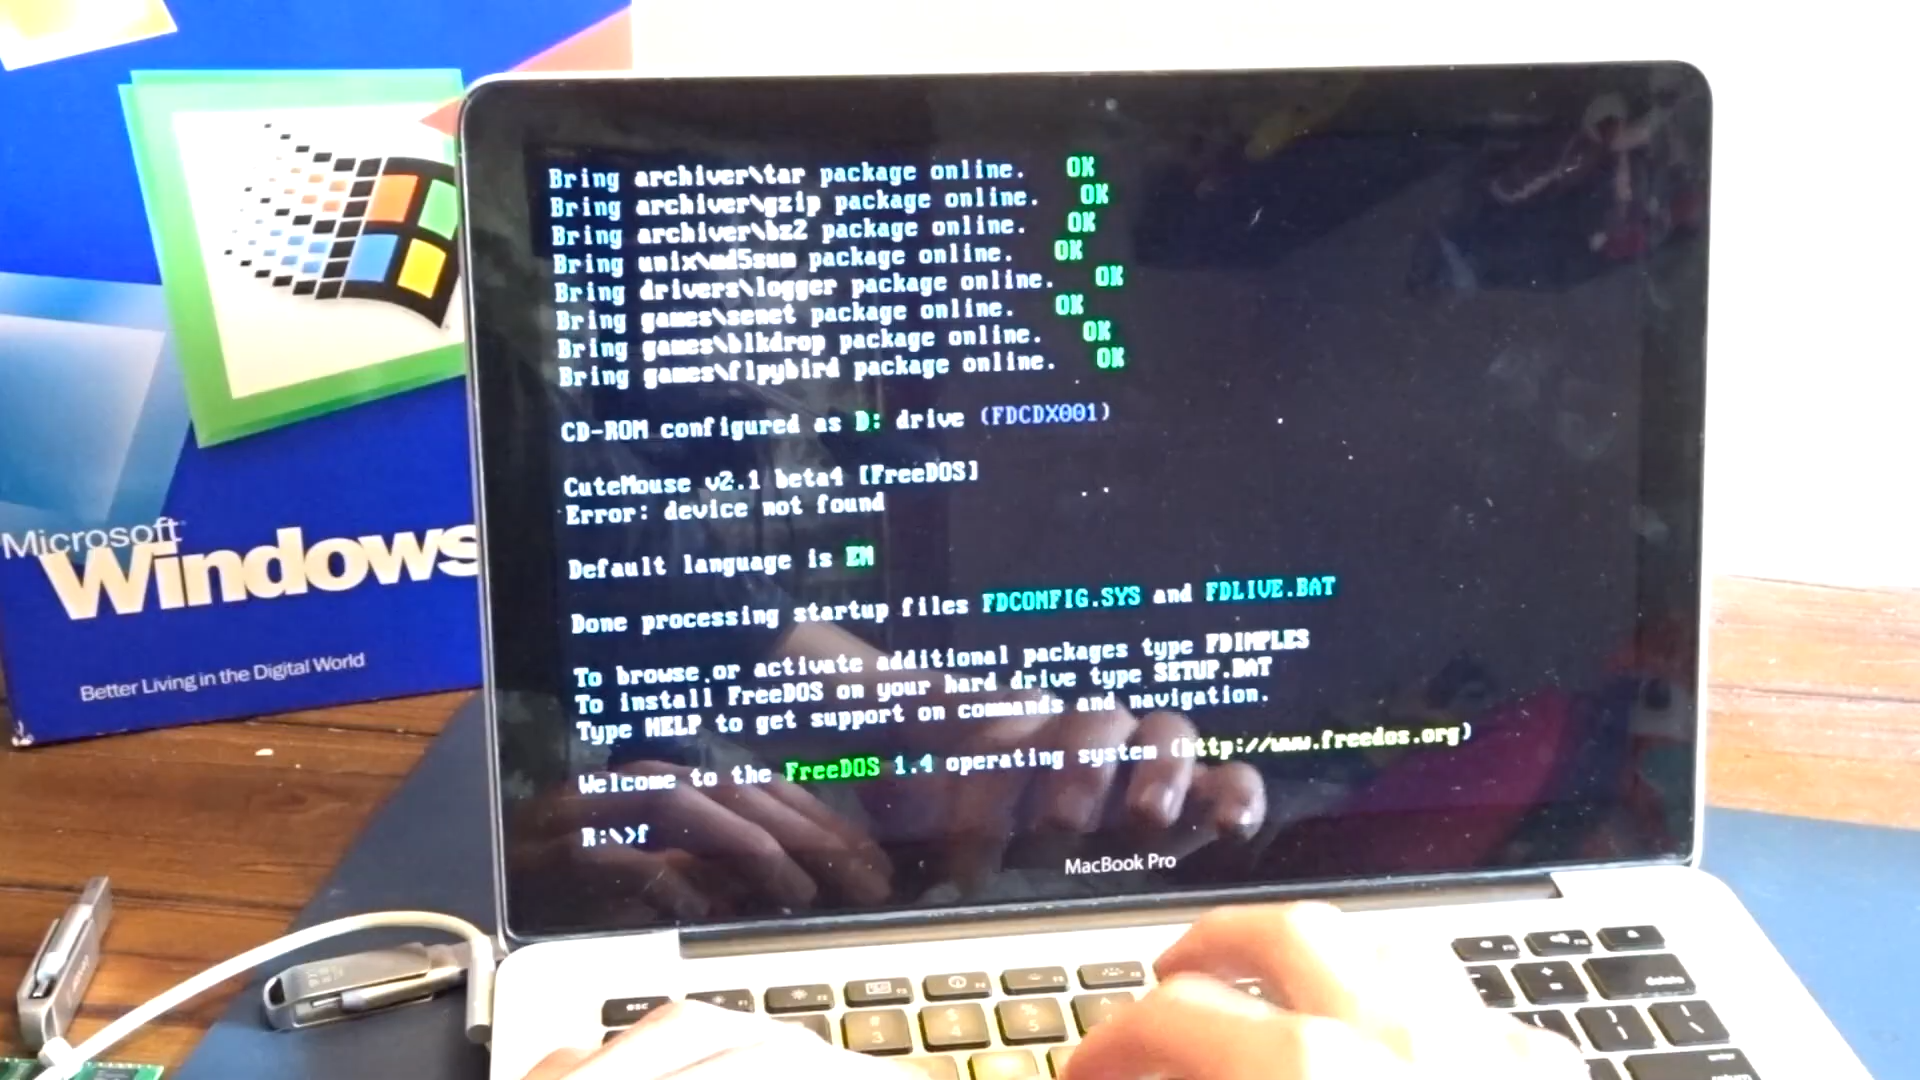 Microsoft
Windows
Better Living in the Digital World
Bring archiver\tar package online. OK
Bring archiver\gzip package online. OK
Bring archiver\bz2 package online. OK
Bring unix\md5sum package online. OK
Bring drivers\logger package online. OK
Bring games\senet package online. OK
Bring games\blkdrop package online. OK
Bring games\flpybird package online. OK
CD-ROM configured as D: drive (FDCDX001)
CuteMouse v2.1 beta4 [FreeDOS]
Error: device not found
Default language is EN
Done processing startup files FDCONFIG.SYS and FDLIVE.BAT
To browse or activate additional packages type FDIMPLES
To install FreeDOS on your hard drive type SETUP.BAT
Type HELP to get support on commands and navigation.
Welcome to the FreeDOS 1.4 operating system (http://www.freedos.org)
R:\>f
MacBook Pro
esc
# 3
$ 4
% 5
delete